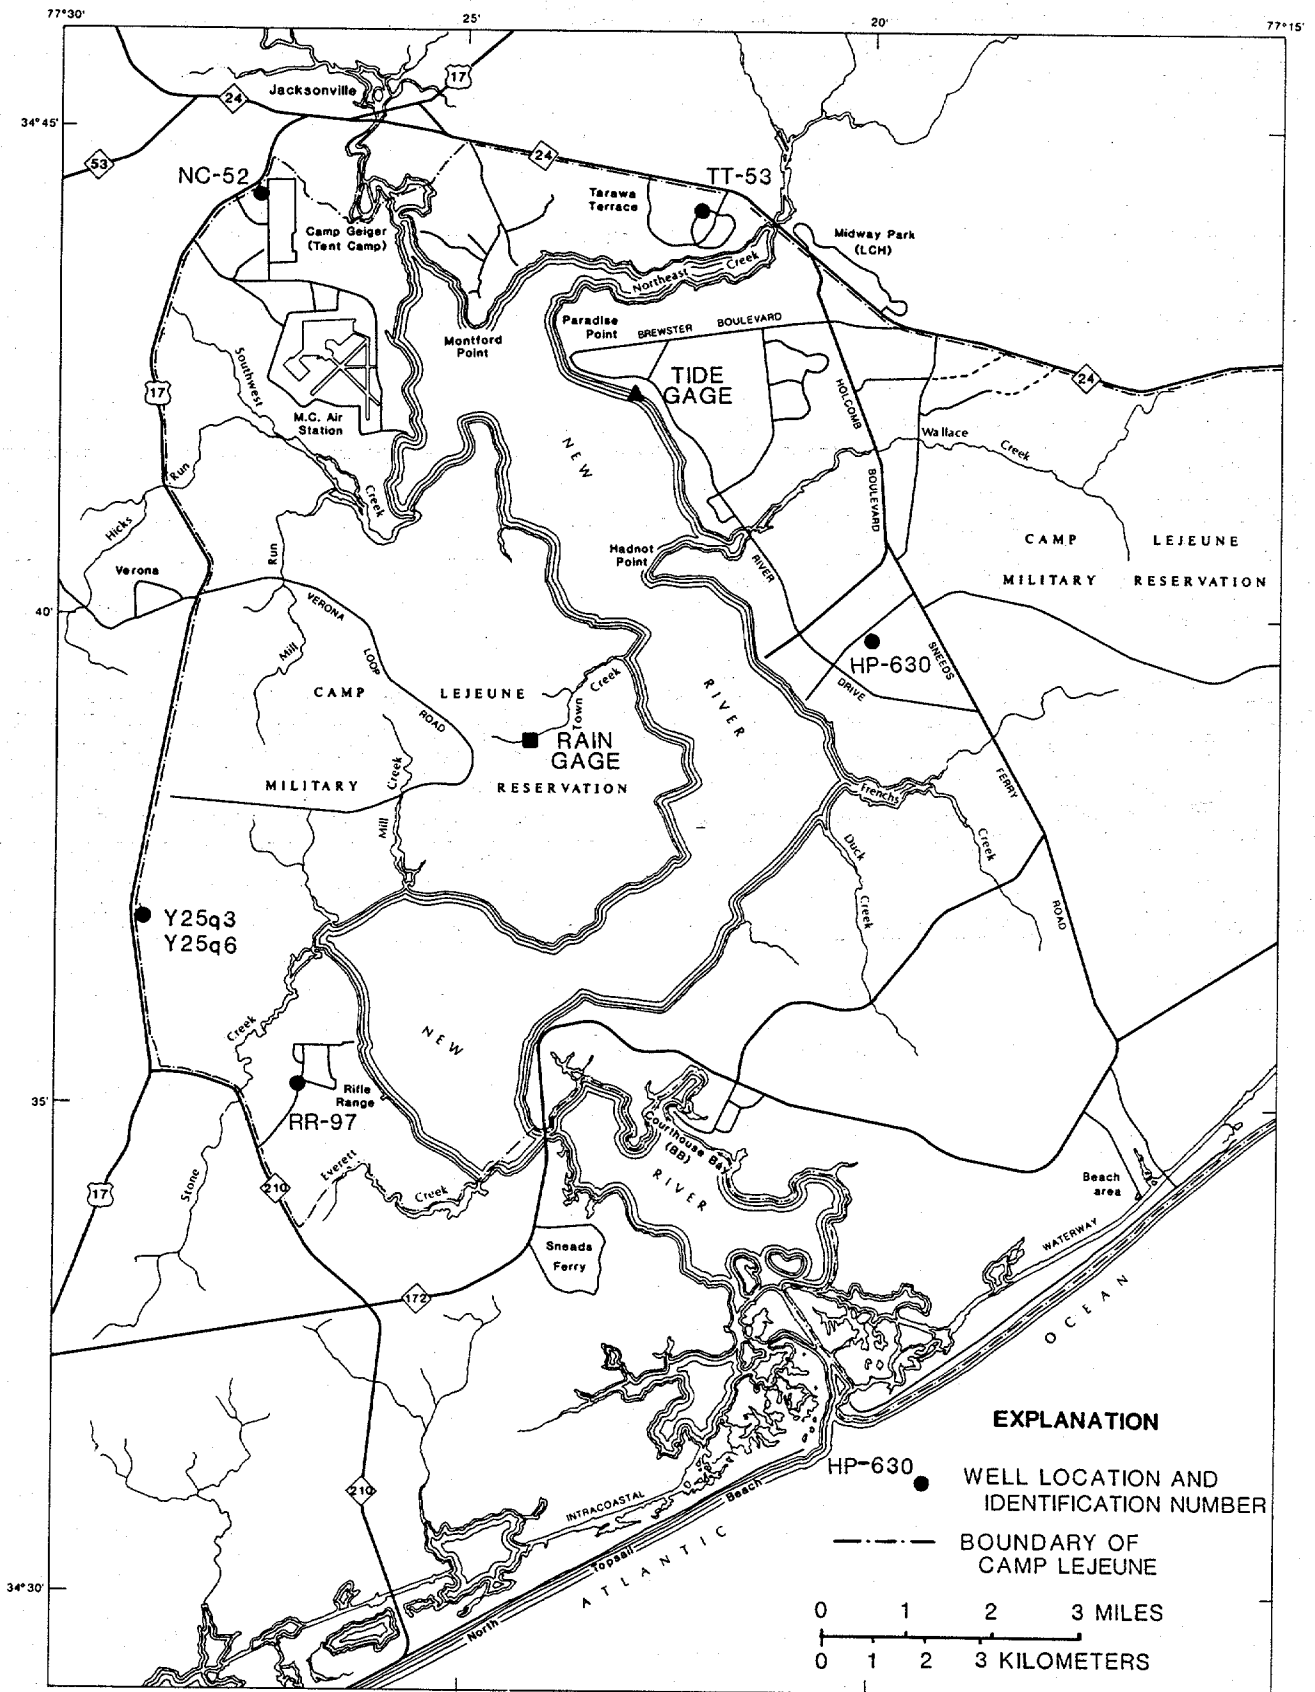 77°30'
25'
20'
77°15'
17
Jacksonville
24
34°45'
53
24
NC-52
TT-53
Tarawa
Terrace
Camp Geiger
(Tent Camp)
Midway Park
(LCH)
Northeast Creek
Paradise
Point
BREWSTER BOULEVARD
Montford
Point
Southwest
Creek
TIDE
GAGE
17
24
HOLCOMB
BOULEVARD
M.C. Air
Station
NEW
Wallace Creek
Hicks Run
Run
Mill
Hadnot
Point
CAMP LEJEUNE
MILITARY RESERVATION
Verona
RIVER
DRIVE
40'
VERONA
LOOP
ROAD
HP-630
SNEEDS
FERRY
ROAD
CAMP LEJEUNE
Town Creek
RIVER
RAIN
GAGE
MILITARY RESERVATION
Mill Creek
Frenchs
Creek
Duck
Creek
Y25q3
Y25q6
Creek
NEW
Rifle
Range
35'
RR-97
Courthouse Bay
(BB)
Everett
Creek
RIVER
Stone
17
210
Beach
area
Sneads
Ferry
WATERWAY
172
OCEAN
EXPLANATION
HP-630
WELL LOCATION AND
IDENTIFICATION NUMBER
210
INTRACOASTAL
BOUNDARY OF
CAMP LEJEUNE
North Topsail Beach
ATLANTIC
34°30'
0 1 2 3 MILES
0 1 2 3 KILOMETERS